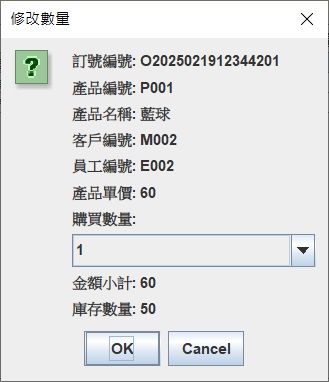 修改數量
訂號編號: O2025021912344201
產品編號: P001
產品名稱: 藍球
客戶編號: M002
員工編號: E002
產品單價: 60
購買數量:
1
金額小計: 60
庫存數量: 50
OK Cancel